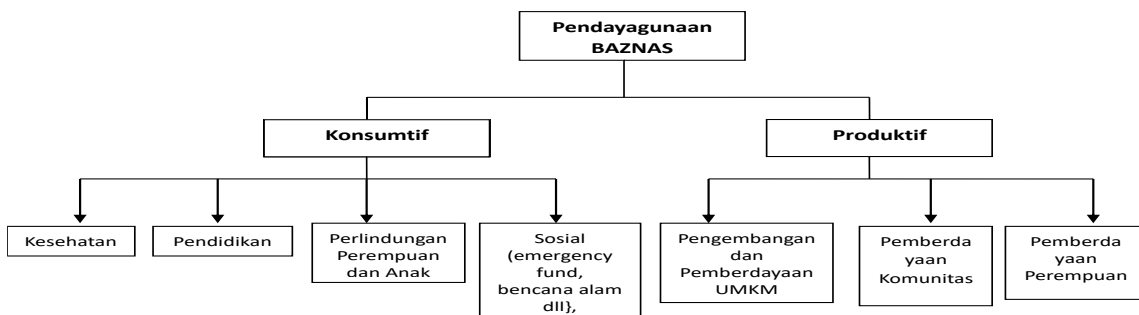 Pendayagunaan
BAZNAS
Konsumtif
Produktif
Kesehatan
Pendidikan
Perlindungan
Perempuan
dan Anak
Sosial
(emergency
fund,
bencana alam
dll},
Pengembangan
dan
Pemberdayaan
UMKM
Pemberda
yaan
Komunitas
Pemberda
yaan
Perempuan